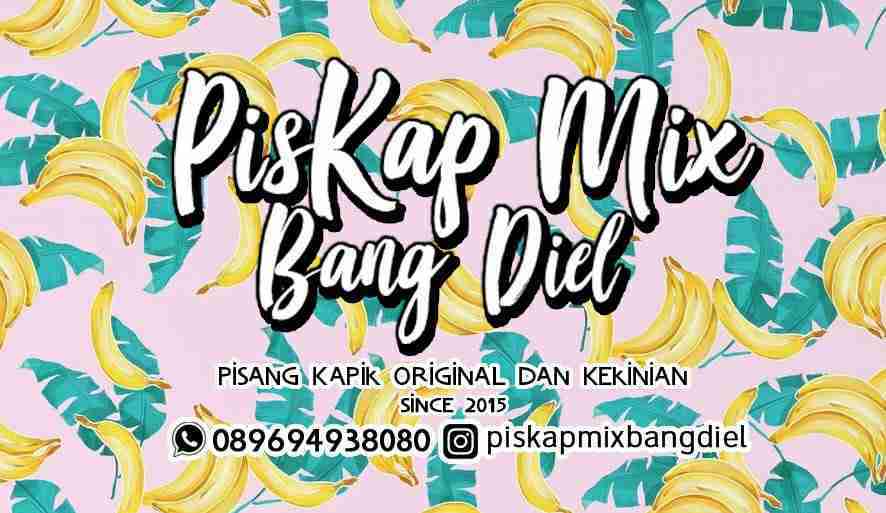 PisKap Mix
Bang Diel
PISANG KAPIK ORIGINAL DAN KEKINIAN
SINCE 2015
089694938080 piskapmixbangdiel